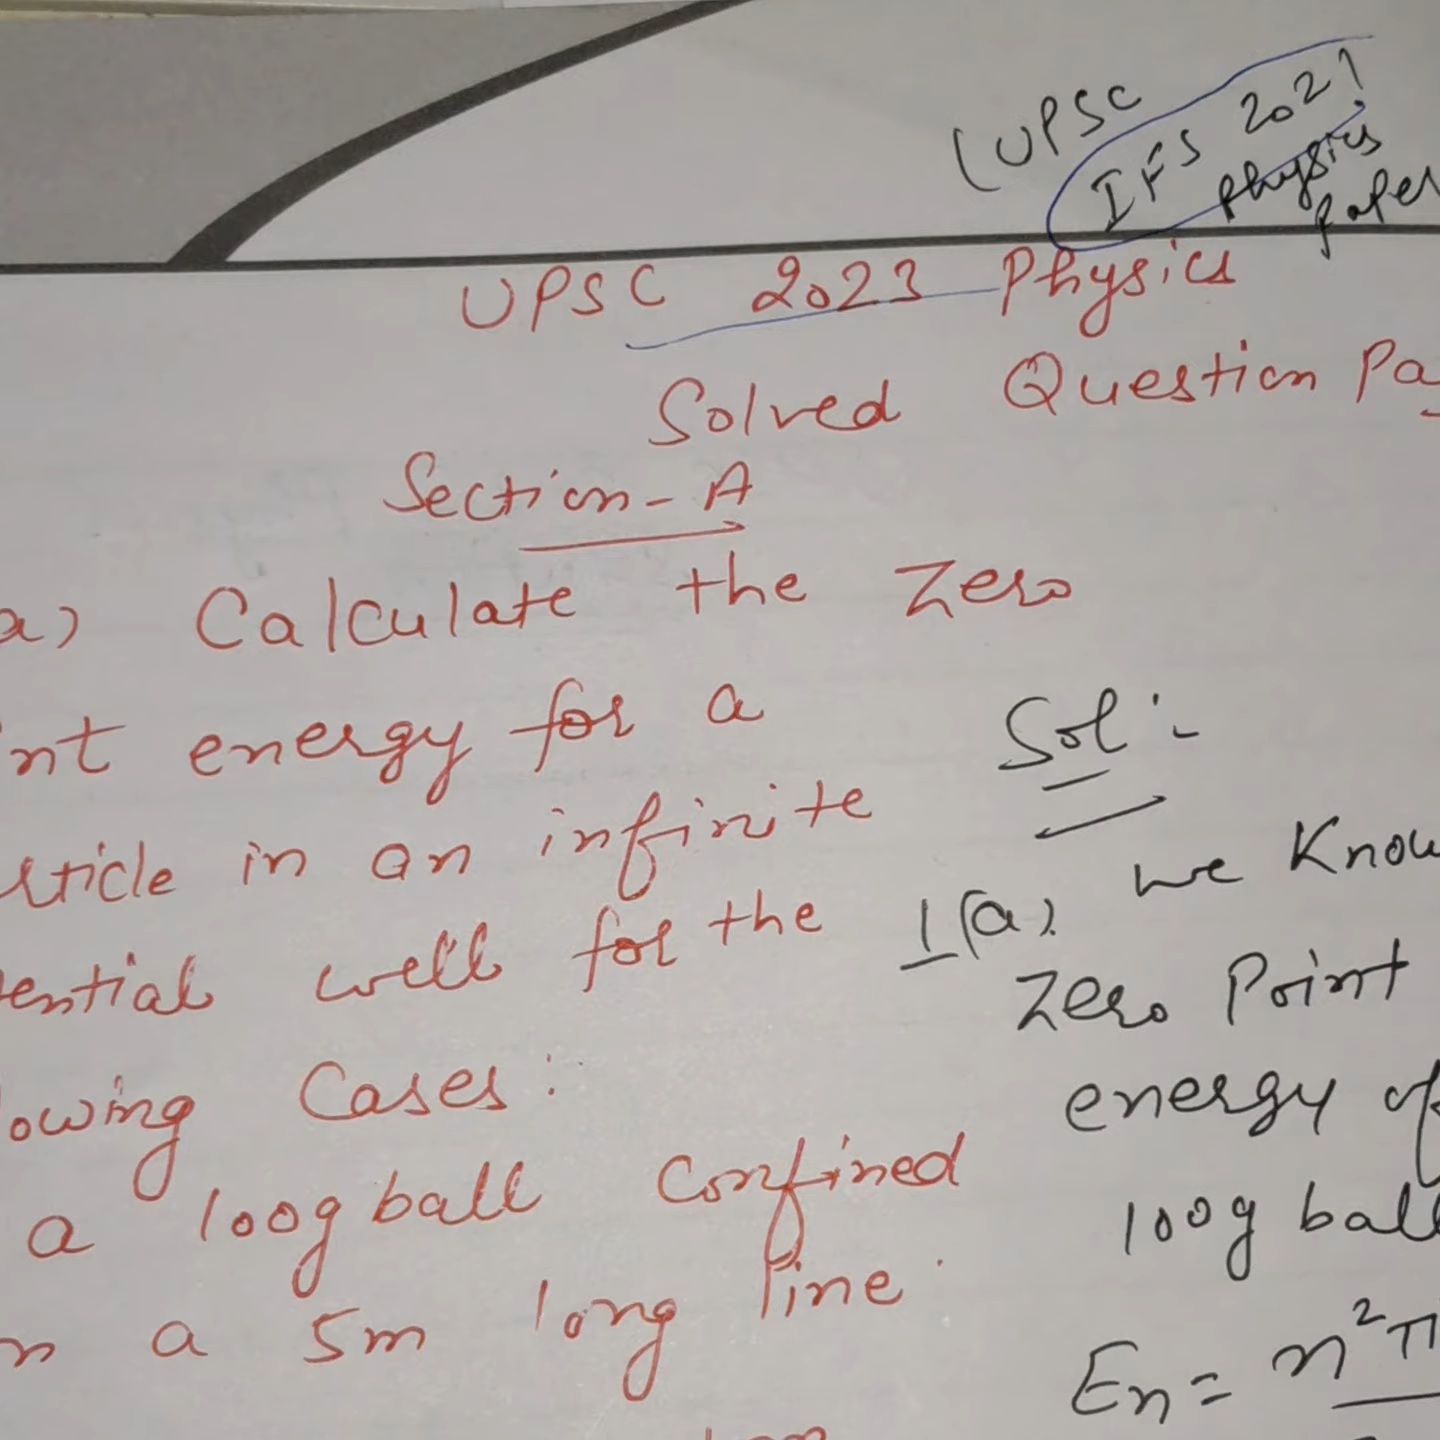 (UPSC
IFS 2021
Physics
Paper
UPSC 2023 Physics
Solved Question Pa
Section-A
a) Calculate the Zero
int energy for a
rticle in an infinite
ential well for the
lowing Cases:
a 100g ball confined
n a 5m long line
Sol:-
1(a). we Know
Zero Point
energy of
100g ball
En = n²π